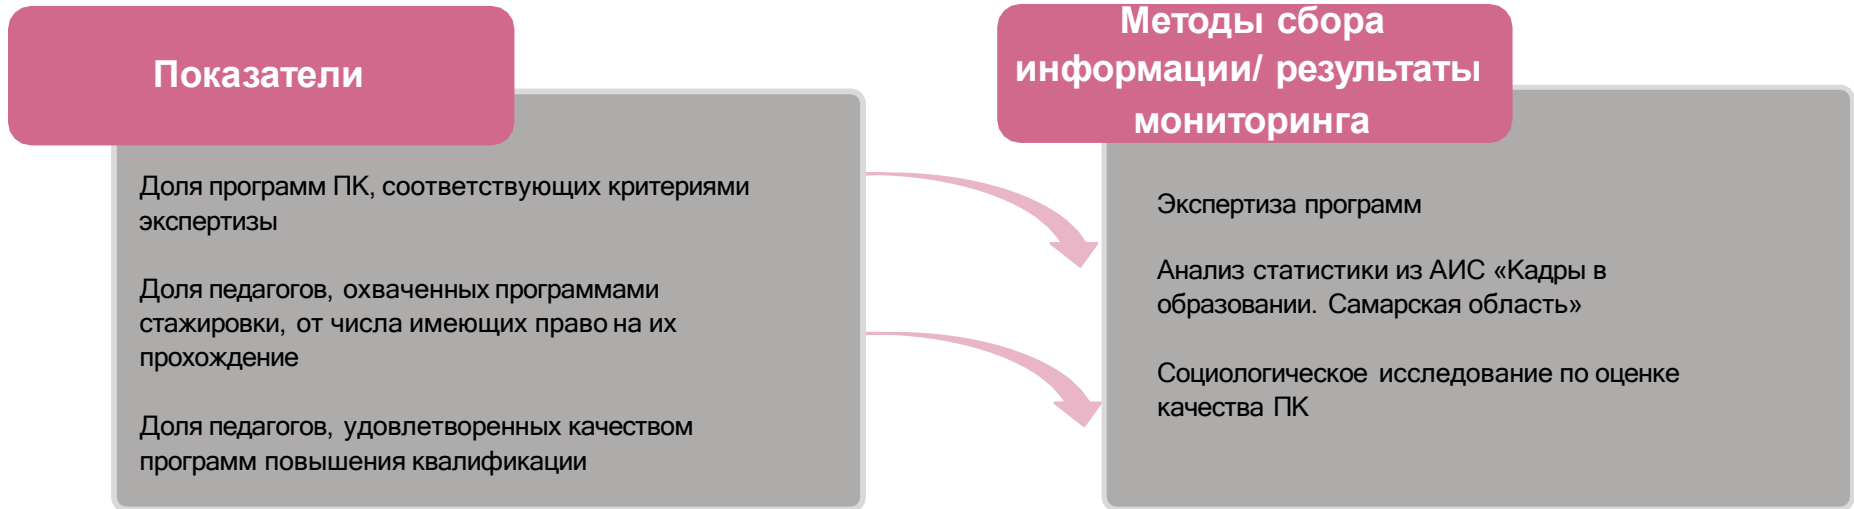 Показатели
Доля программ ПК, соответствующих критериями
экспертизы
Доля педагогов, охваченных программами
стажировки, от числа имеющих право на их
прохождение
Доля педагогов, удовлетворенных качеством
программ повышения квалификации
Методы сбора
информации/ результаты
мониторинга
Экспертиза программ
Анализ статистики из АИС «Кадры в
образовании. Самарская область»
Социологическое исследование по оценке
качества ПК